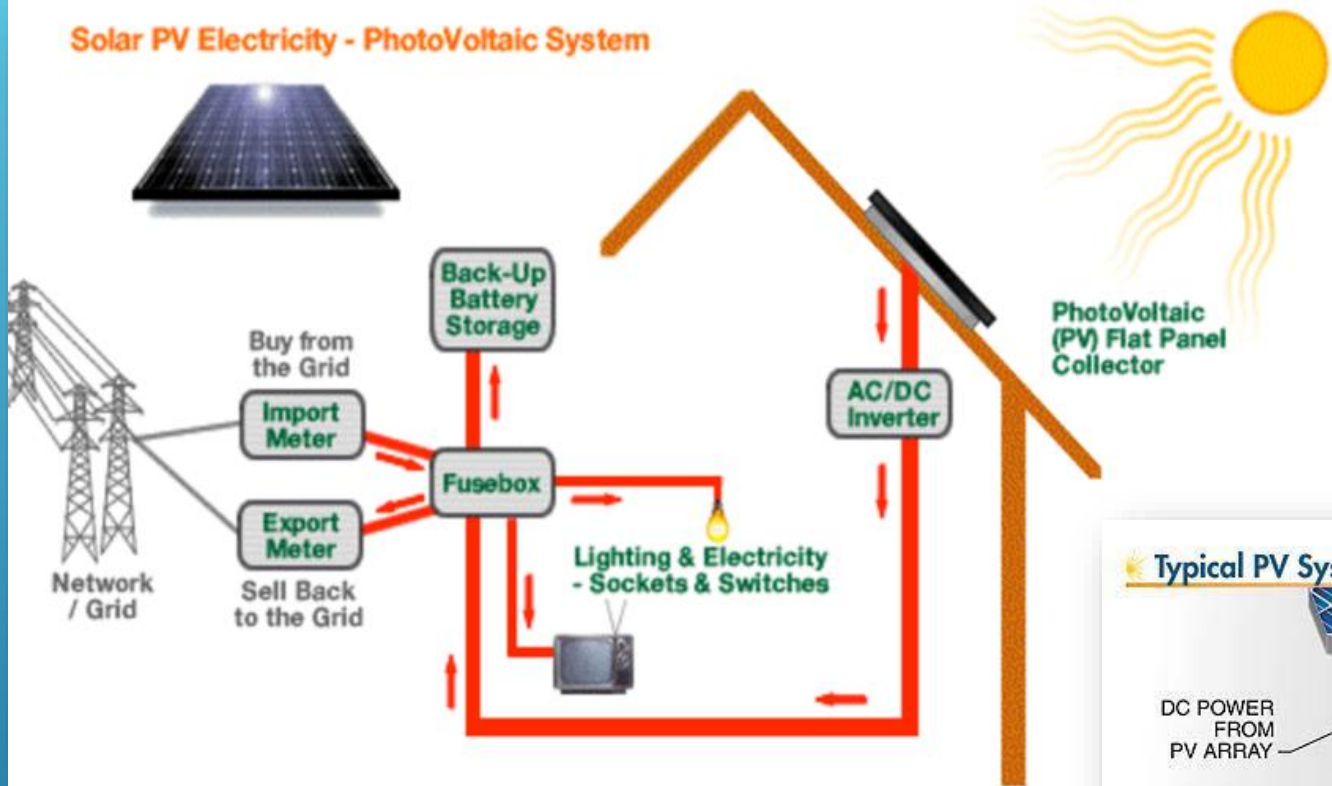 Solar PV Electricity - PhotoVoltaic System
Back-Up
Battery
Storage
Buy from
the Grid
Import
Meter
Fusebox
Export
Meter
Sell Back
to the Grid
Network
/ Grid
Lighting & Electricity
- Sockets & Switches
AC/DC
Inverter
PhotoVoltaic
(PV) Flat Panel
Collector
Typical PV
DC POWER
FROM
PV ARRAY